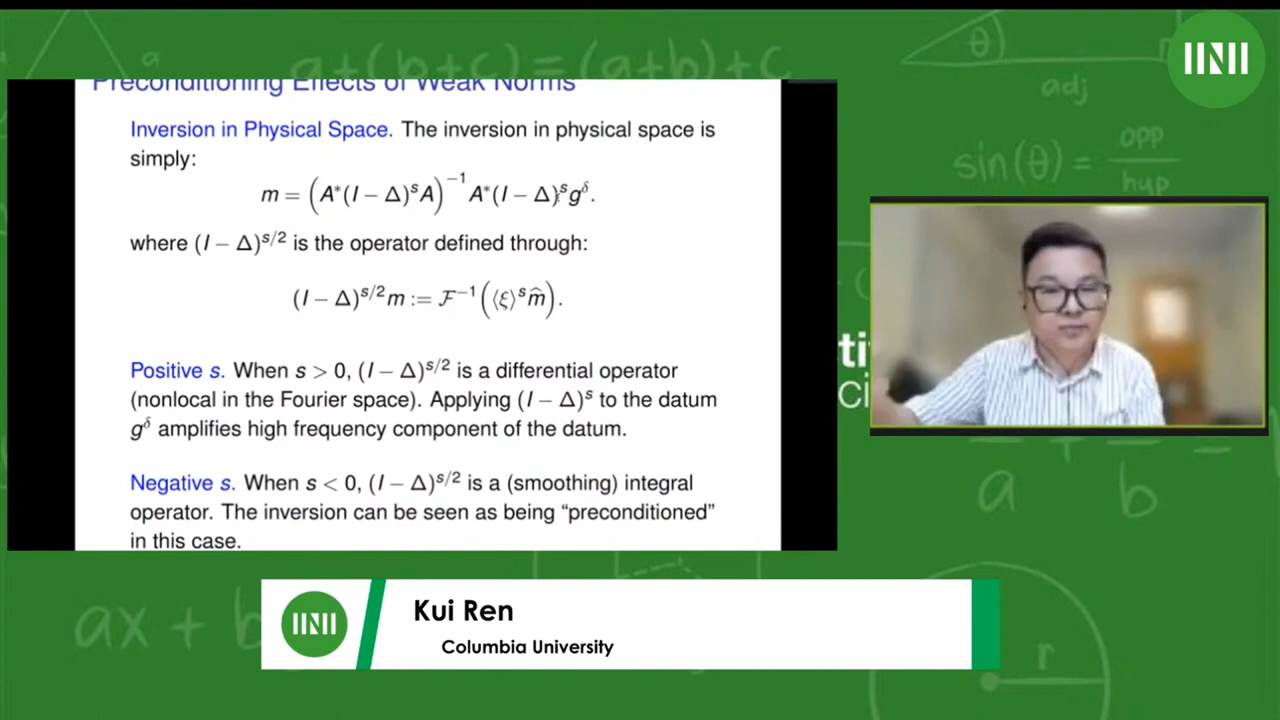 a+(b+c)=(a+b)+c
a
θ
adj
sin(θ) = opp
hyp
Preconditioning Effects of Weak Norms
Inversion in Physical Space. The inversion in physical space is
simply:
m = (A*(I − Δ)ˢA)⁻¹ A*(I − Δ)ˢg^δ.
where (I − Δ)^{s/2} is the operator defined through:
(I − Δ)^{s/2}m := ℱ⁻¹(⟨ξ⟩ˢm̂).
Positive s. When s > 0, (I − Δ)^{s/2} is a differential operator
(nonlocal in the Fourier space). Applying (I − Δ)ˢ to the datum
g^δ amplifies high frequency component of the datum.
Negative s. When s < 0, (I − Δ)^{s/2} is a (smoothing) integral
operator. The inversion can be seen as being “preconditioned”
in this case.
a
b
ax + b
r
Kui Ren
Columbia University